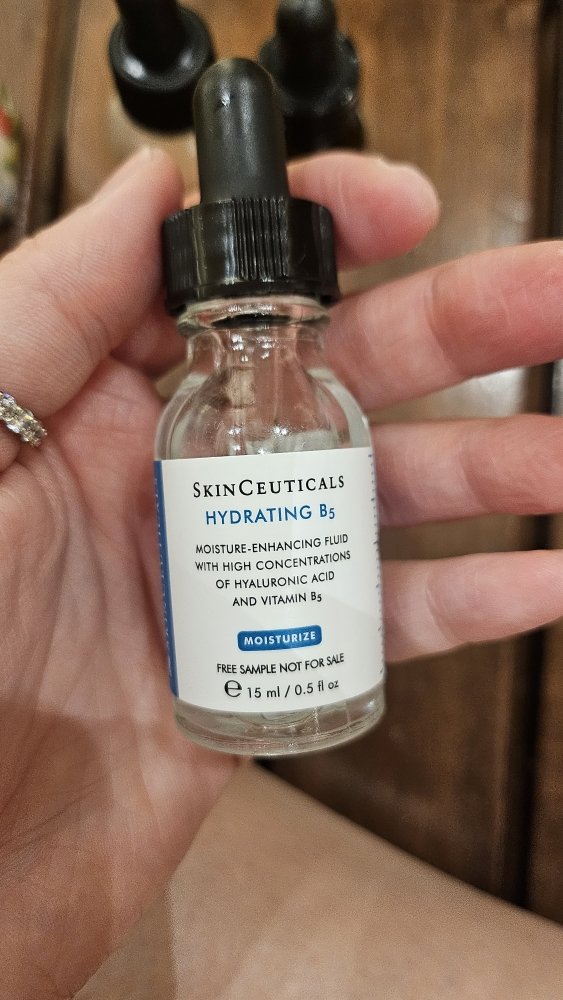 SKINCEUTICALS
HYDRATING B5
MOISTURE-ENHANCING FLUID
WITH HIGH CONCENTRATIONS
OF HYALURONIC ACID
AND VITAMIN B5
MOISTURIZE
FREE SAMPLE NOT FOR SALE
℮ 15 ml / 0.5 fl oz